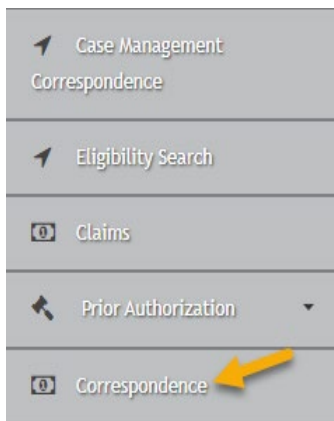 Case Management
Correspondence
Eligibility Search
Claims
Prior Authorization
Correspondence